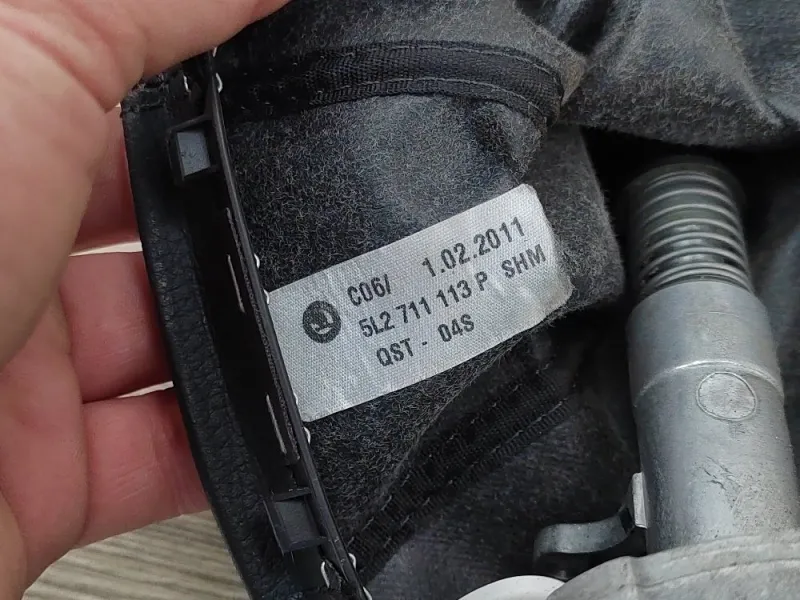 C06/ 1.02.2011
5L2 711 113 P SHM
QST - 04S